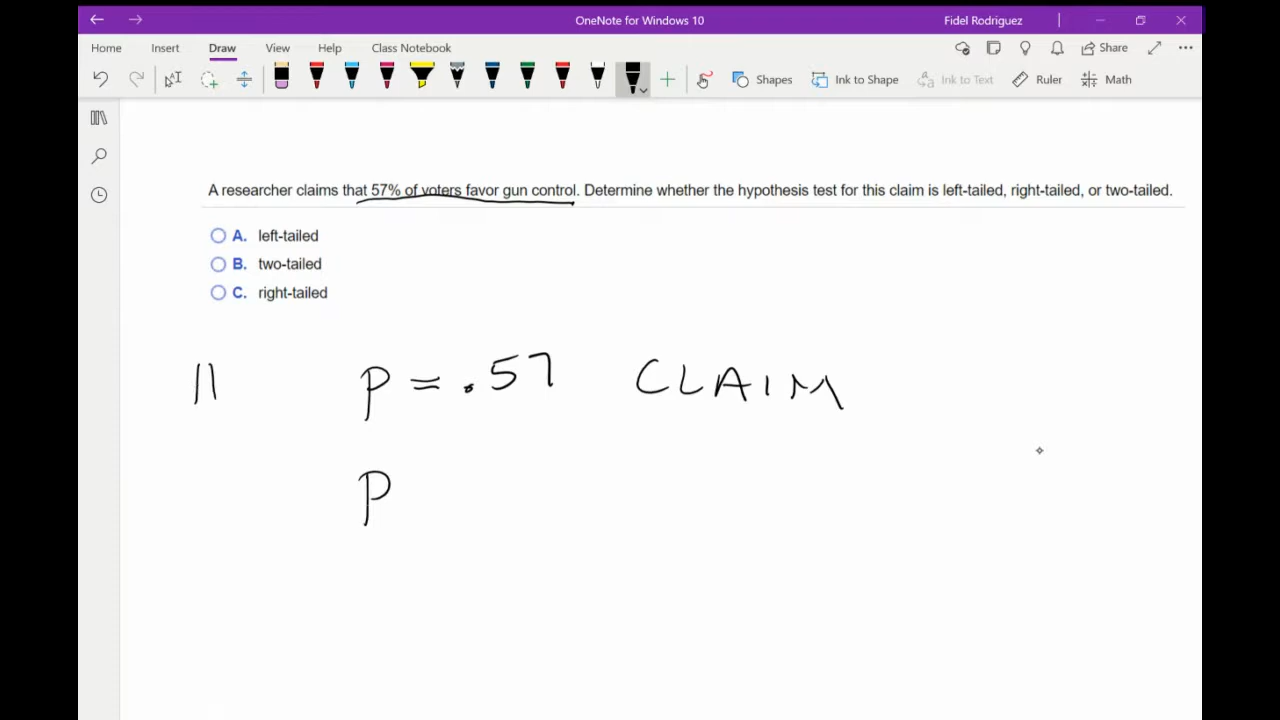 OneNote for Windows 10
Fidel Rodriguez
Home Insert Draw View Help Class Notebook Share
Shapes Ink to Shape Ink to Text Ruler Math
A researcher claims that 57% of voters favor gun control. Determine whether the hypothesis test for this claim is left-tailed, right-tailed, or two-tailed.
A. left-tailed
B. two-tailed
C. right-tailed
P = .57 CLAIM
P